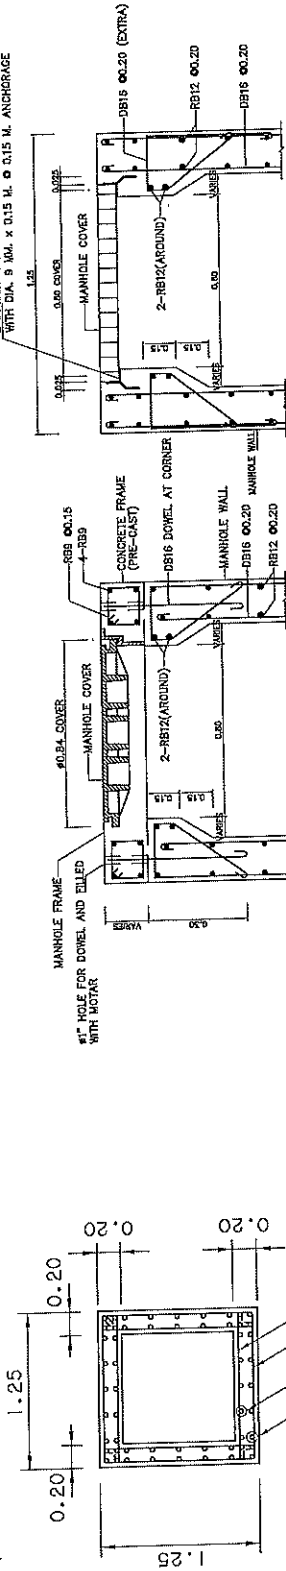 WITH DIA. 9 MM. x 0.15 M. @ 0.15 M. ANCHORAGE
1.25
0.025
0.80 COVER
0.025
MANHOLE COVER
DB16 @0.20 (EXTRA)
RB12 @0.20
2-RB12(AROUND)
0.15
0.15
DB16 @0.20
VARIES
0.80
VARIES
MANHOLE WALL
RB9 @0.15
4-RB9
CONCRETE FRAME
(PRE-CAST)
ø0.84 COVER
MANHOLE COVER
DB16 DOWEL AT CORNER
MANHOLE WALL
2-RB12(AROUND)
0.15
0.15
DB16 @0.20
RB12 @0.20
VARIES
0.80
VARIES
MANHOLE FRAME
ø1" HOLE FOR DOWEL AND FILLED
WITH MOTAR
VARIES
0.30
1.25
0.20
0.20
0.20
0.20
1.25